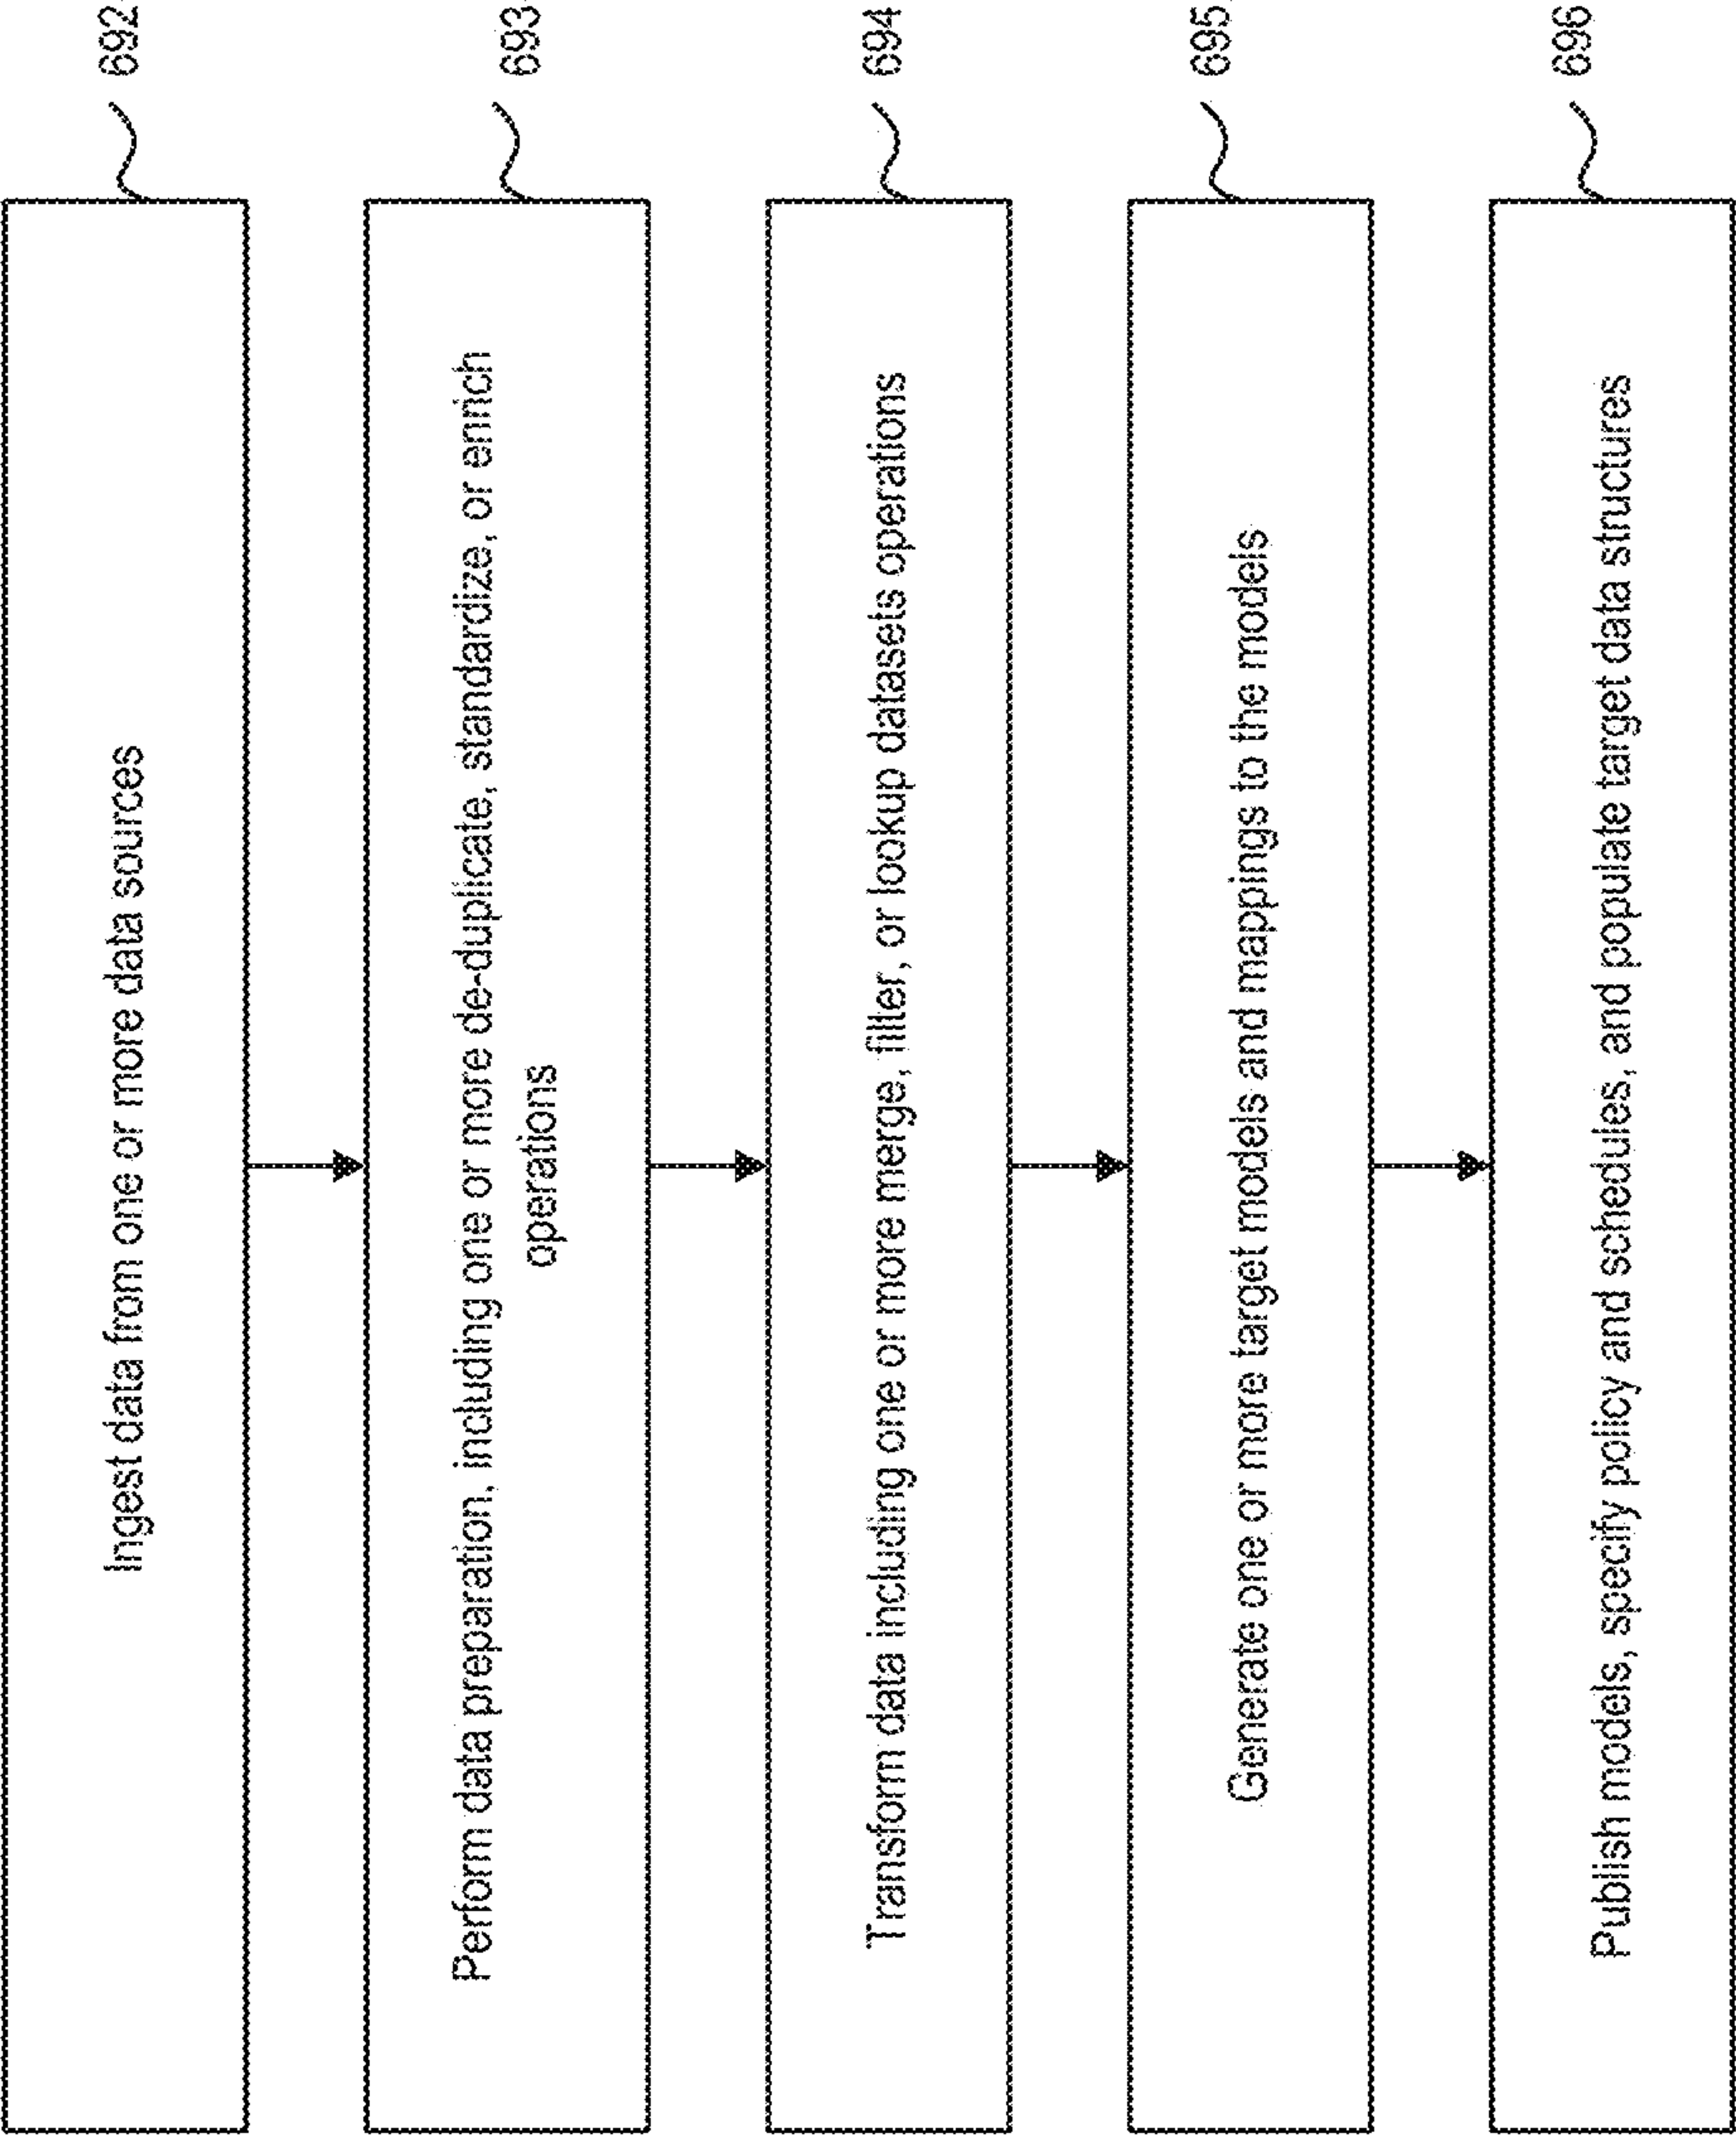 Ingest data from one or more data sources
692
Perform data preparation, including one or more de-duplicate, standardize, or enrich
operations
693
Transform data including one or more merge, filter, or lookup datasets operations
694
Generate one or more target models and mappings to the models
695
Publish models, specify policy and schedules, and populate target data structures
696